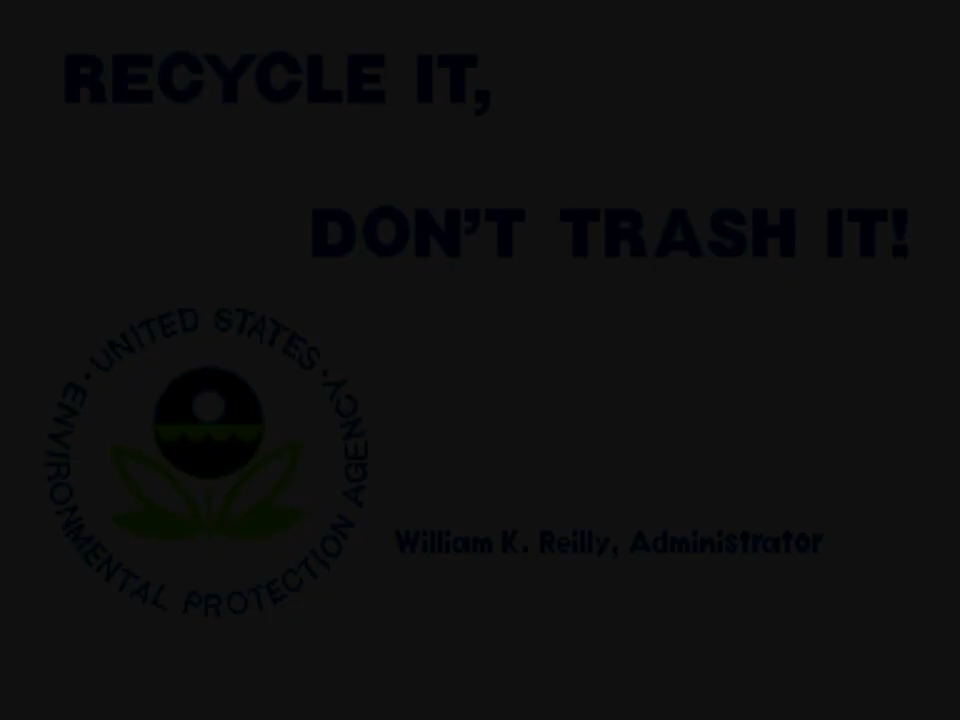 RECYCLE IT,
DON'T TRASH IT!
· UNITED STATES ·
ENVIRONMENTAL PROTECTION AGENCY
William K. Reilly, Administrator